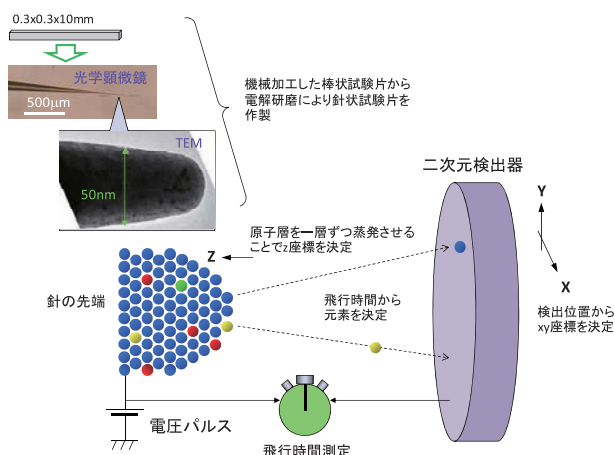 0.3x0.3x10mm
光学顕微鏡
500μm
TEM
50nm
機械加工した棒状試験片から
電解研磨により針状試験片を
作製
二次元検出器
Y
X
原子層を一層ずつ蒸発させる
ことでz座標を決定
Z
針の先端
飛行時間から
元素を決定
検出位置から
xy座標を決定
電圧パルス
飛行時間測定